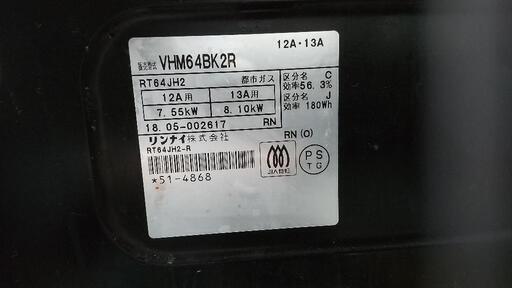 12A・13A
VHM64BK2R
RT64JH2 都市ガス
12A用 13A用
7.55kW 8.10kW
区分名 C
効率56.3%
区分名 J
効率 180Wh
18.05-002617 RN
リンナイ株式会社
RN(O)
RT64JH2-R
*51-4868
JIA認証
PS
TG